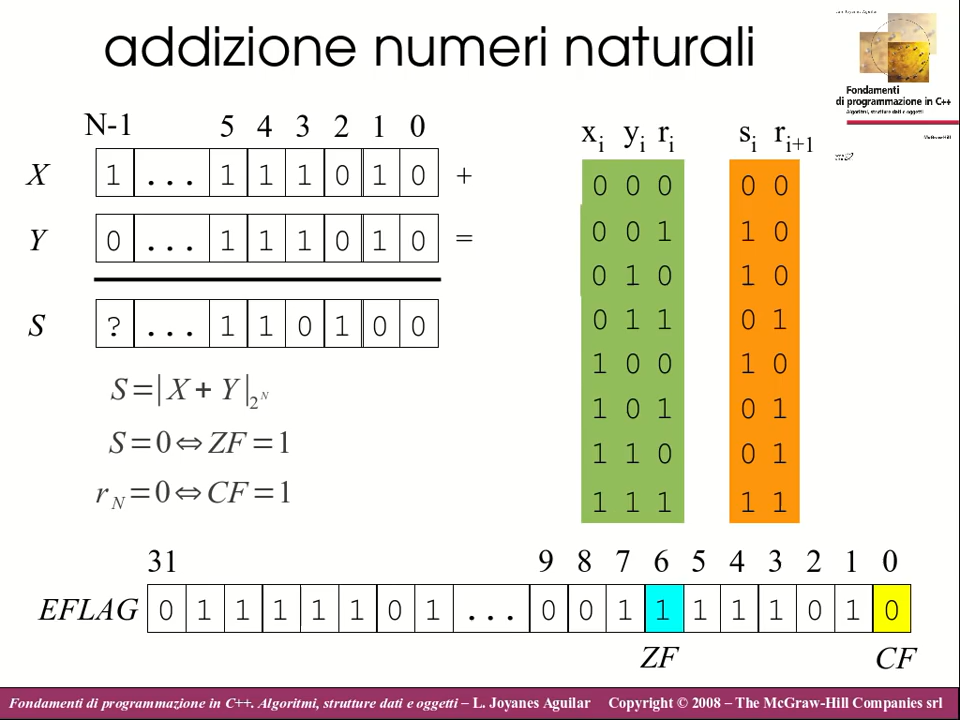 addizione numeri naturali
Fondamenti
di programmazione in C++
Algoritmi, strutture dati e oggetti
N-1 5 4 3 2 1 0
X 1 ... 1 1 1 0 1 0 +
Y 0 ... 1 1 1 0 1 0 =
S ? ... 1 1 0 1 0 0
S=|X + Y|₂ᴺ
S=0⇔ZF=1
r_N=0⇔CF=1
x_i y_i r_i s_i r_{i+1}
0 0 0 0 0
0 0 1 1 0
0 1 0 1 0
0 1 1 0 1
1 0 0 1 0
1 0 1 0 1
1 1 0 0 1
1 1 1 1 1
31 9 8 7 6 5 4 3 2 1 0
EFLAG 0 1 1 1 1 1 0 1 ... 0 0 1 1 1 1 1 0 1 0
ZF CF
Fondamenti di programmazione in C++. Algoritmi, strutture dati e oggetti – L. Joyanes Aguilar Copyright © 2008 – The McGraw-Hill Companies srl